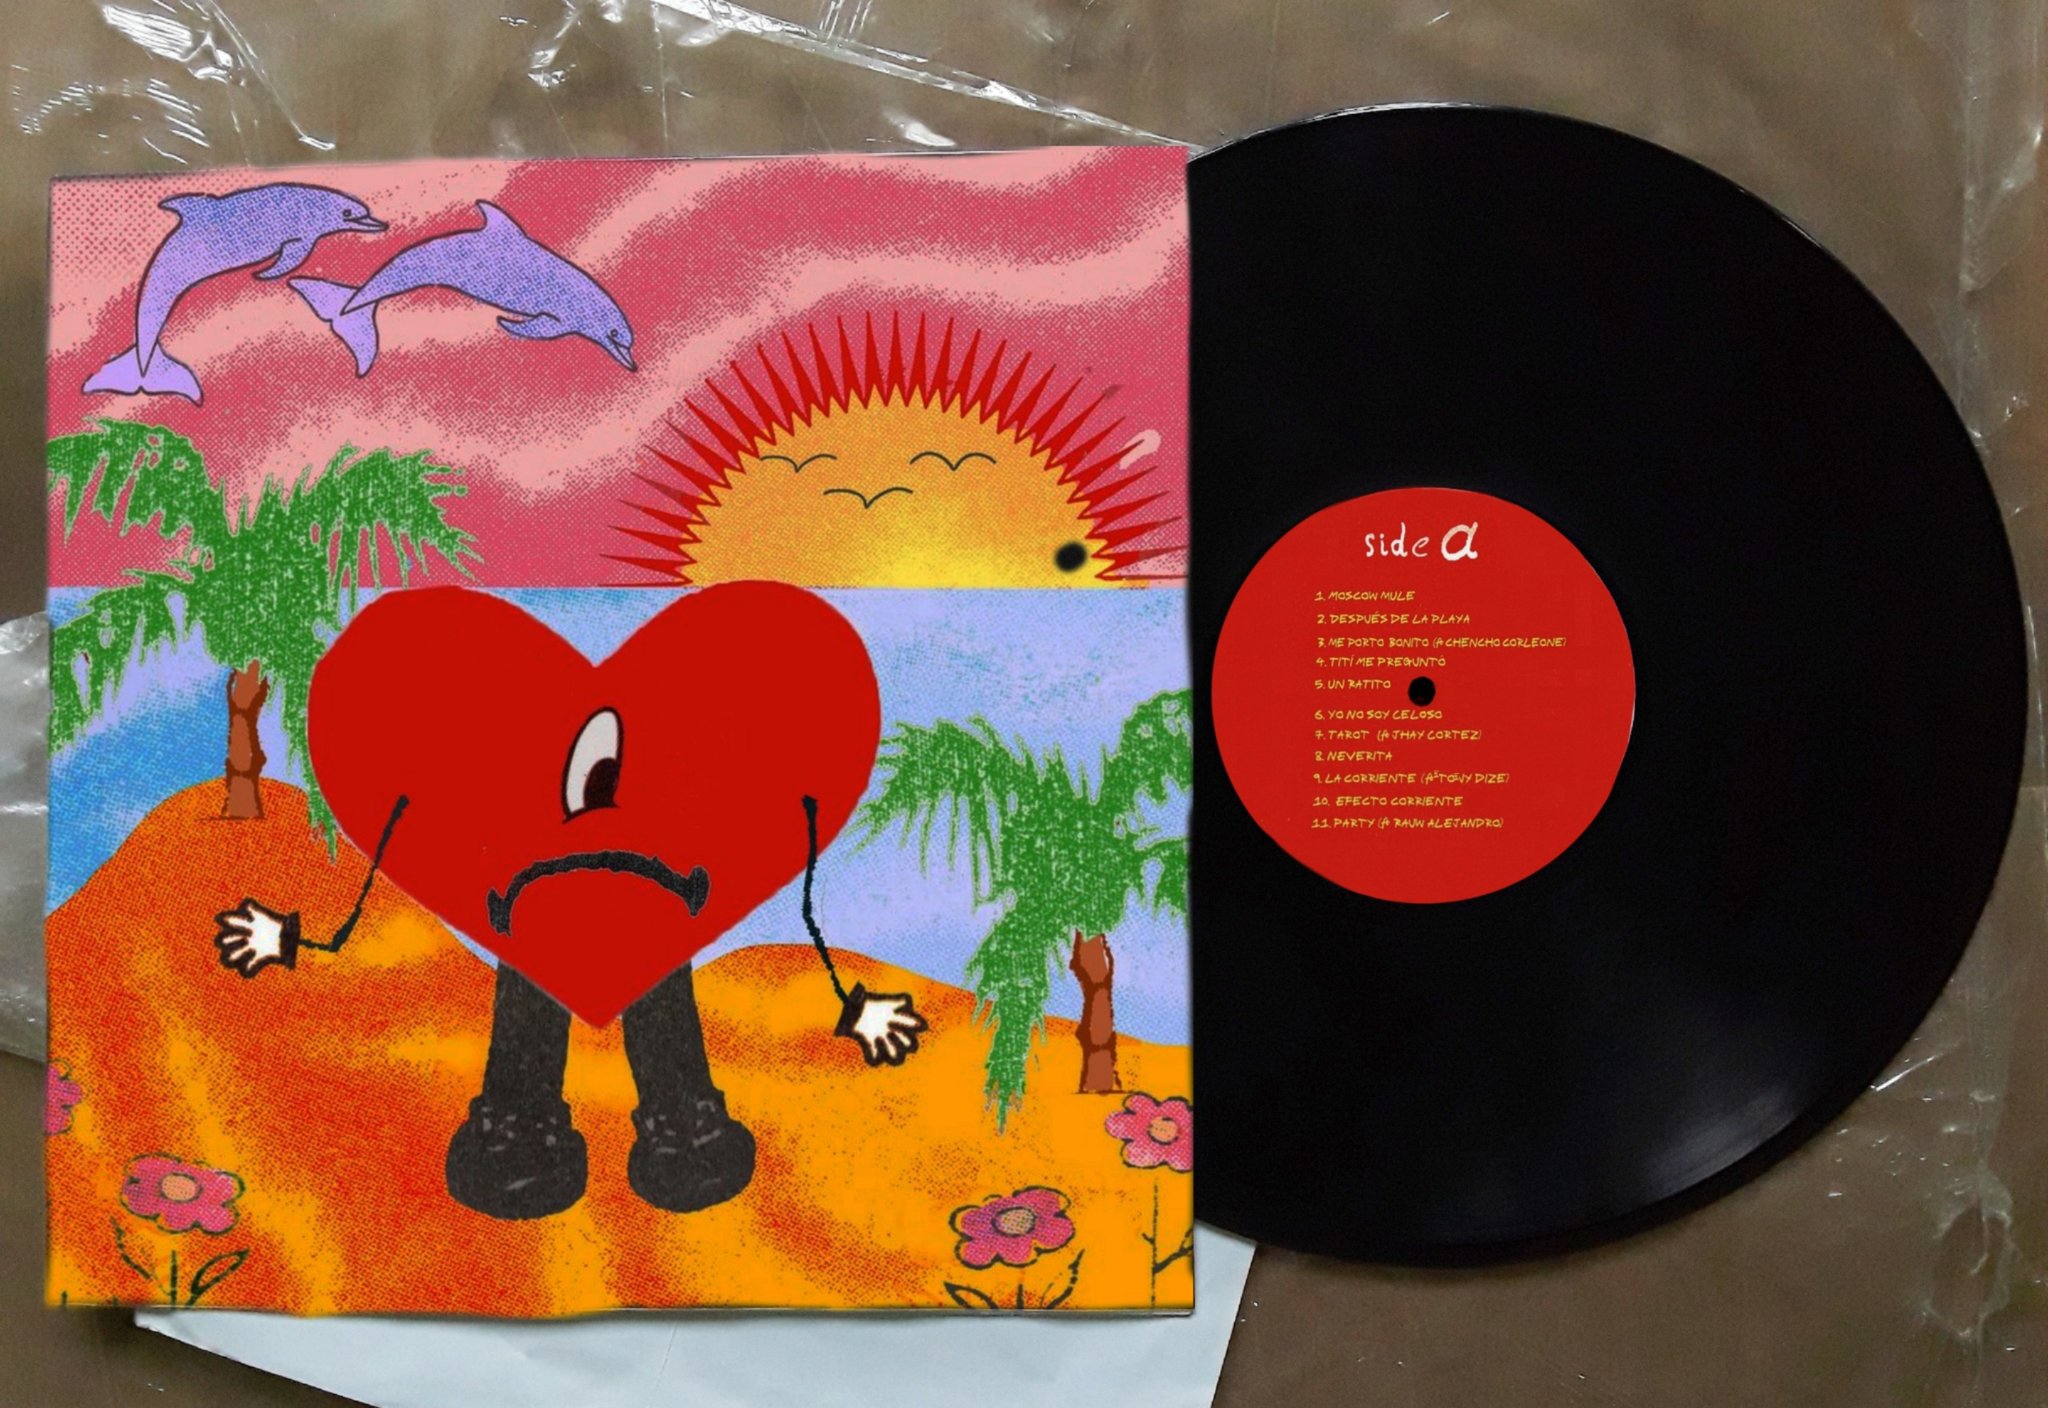 side a
1. MOSCOW MULE
2. DESPUÉS DE LA PLAYA
3. ME PORTO BONITO (ft CHENCHO CORLEONE)
4. TITÍ ME PREGUNTÓ
5. UN RATITO
6. YO NO SOY CELOSO
7. TAROT (ft JHAY CORTEZ)
8. NEVERITA
9. LA CORRIENTE (DIZE)
10. EFECTO CORRIENTE
11. PARTY (ft RAUW ALEJANDRO)